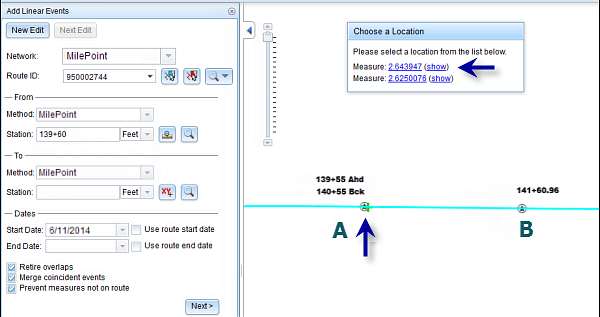 Add Linear Events
New Edit Next Edit
Network: MilePoint
Route ID: 950002744
From
Method: MilePoint
Station: 139+60 Feet
To
Method: MilePoint
Station: Feet XY
Dates
Start Date: 6/11/2014 Use route start date
End Date: Use route end date
Retire overlaps
Merge coincident events
Prevent measures not on route
Next >
Choose a Location
Please select a location from the list below.
Measure: 2.643947 (show)
Measure: 2.6250076 (show)
139+55 Ahd
140+55 Bck
141+60.96
A
B